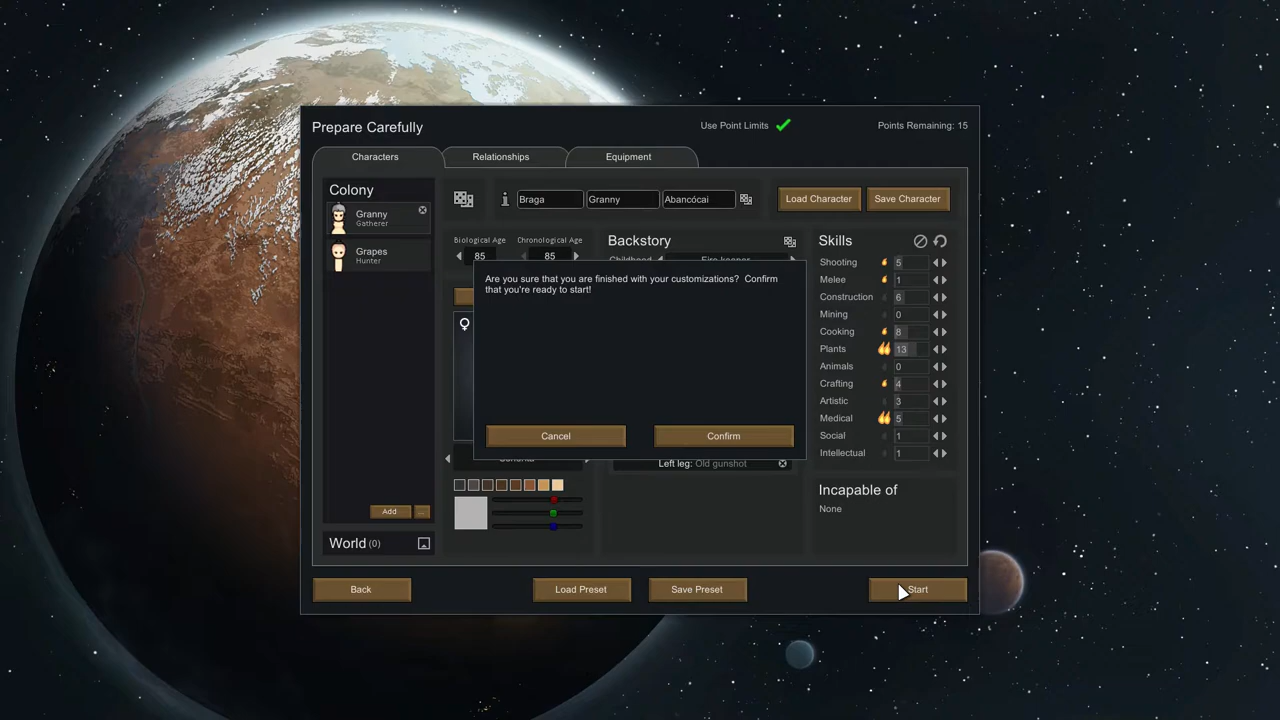 Prepare Carefully
Use Point Limits
Points Remaining: 15
Characters
Relationships
Equipment
Colony
Granny
Gatherer
Grapes
Hunter
Add
...
World (0)
Braga
Granny
Abancócai
Load Character
Save Character
Biological Age
Chronological Age
85
85
Backstory
Are you sure that you are finished with your customizations? Confirm
that you're ready to start!
Cancel
Confirm
Left leg: Old gunshot
Skills
Shooting 5
Melee 1
Construction 6
Mining 0
Cooking 8
Plants 13
Animals 0
Crafting 4
Artistic 3
Medical 5
Social 1
Intellectual 1
Incapable of
None
Back
Load Preset
Save Preset
Start